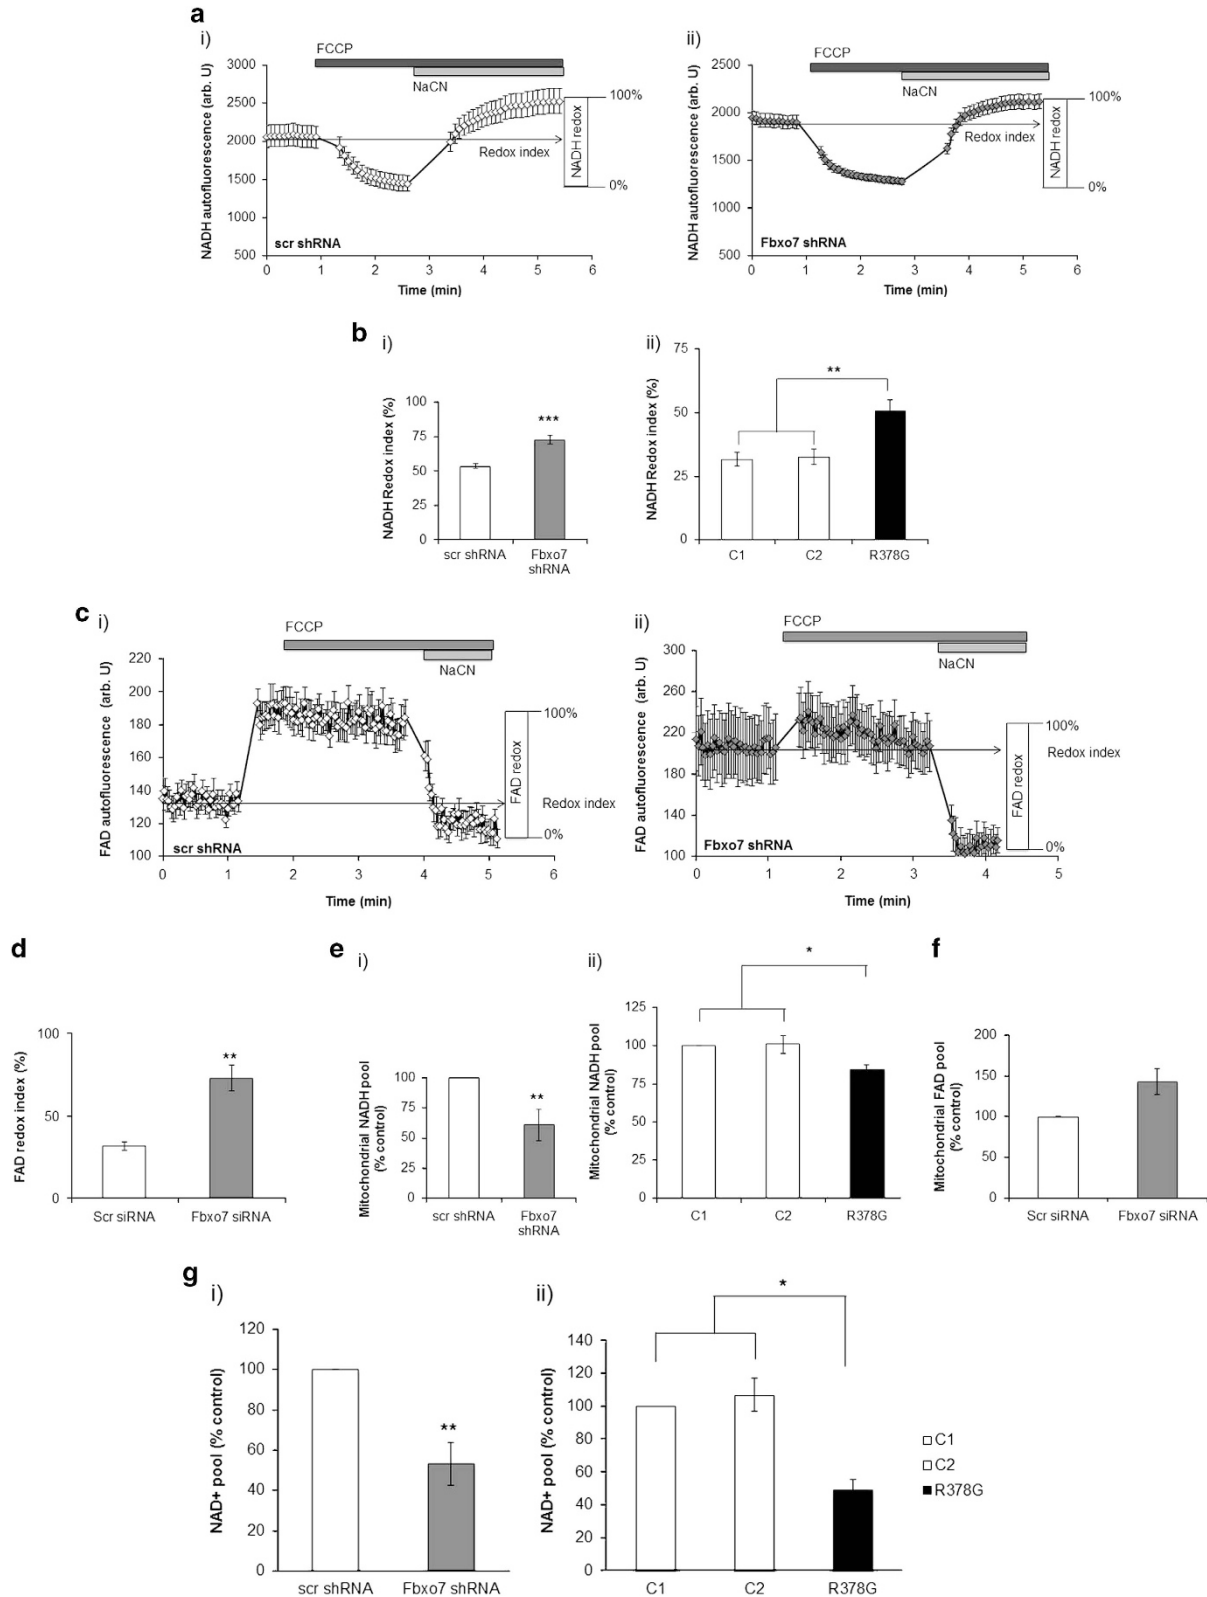 a
i)
FCCP
NaCN
3000
2500
2000
1500
1000
500
NADH autofluorescence (arb. U)
100%
NADH redox
0%
Redox index
scr shRNA
0 1 2 3 4 5 6
Time (min)
ii)
FCCP
NaCN
2500
2000
1500
1000
500
NADH autofluorescence (arb. U)
100%
NADH redox
0%
Redox index
Fbxo7 shRNA
0 1 2 3 4 5 6
Time (min)
b
i)
NADH Redox index (%)
100
75
50
25
0
***
scr shRNA
Fbxo7
shRNA
ii)
NADH Redox index (%)
75
50
25
0
**
C1 C2 R378G
c
i)
FCCP
NaCN
FAD autofluorescence (arb. U)
220
200
180
160
140
120
100
100%
FAD redox
0%
Redox index
scr shRNA
0 1 2 3 4 5 6
Time (min)
ii)
FCCP
NaCN
FAD autofluorescence (arb. U)
300
260
220
180
140
100
100%
Redox index
FAD redox
0%
Fbxo7 shRNA
0 1 2 3 4 5
Time (min)
d
FAD redox index (%)
100
50
0
**
Scr siRNA Fbxo7 siRNA
e
i)
Mitochondrial NADH pool
(% control)
100
75
50
25
0
**
scr shRNA
Fbxo7
shRNA
ii)
Mitochondrial NADH pool
(% control)
125
100
75
50
25
0
*
C1 C2 R378G
f
Mitochondrial FAD pool
(% control)
200
150
100
50
0
Scr siRNA Fbxo7 siRNA
g
i)
NAD+ pool (% control)
120
100
80
60
40
20
0
**
scr shRNA Fbxo7 shRNA
ii)
NAD+ pool (% control)
140
120
100
80
60
40
20
0
*
C1 C2 R378G
C1
C2
R378G